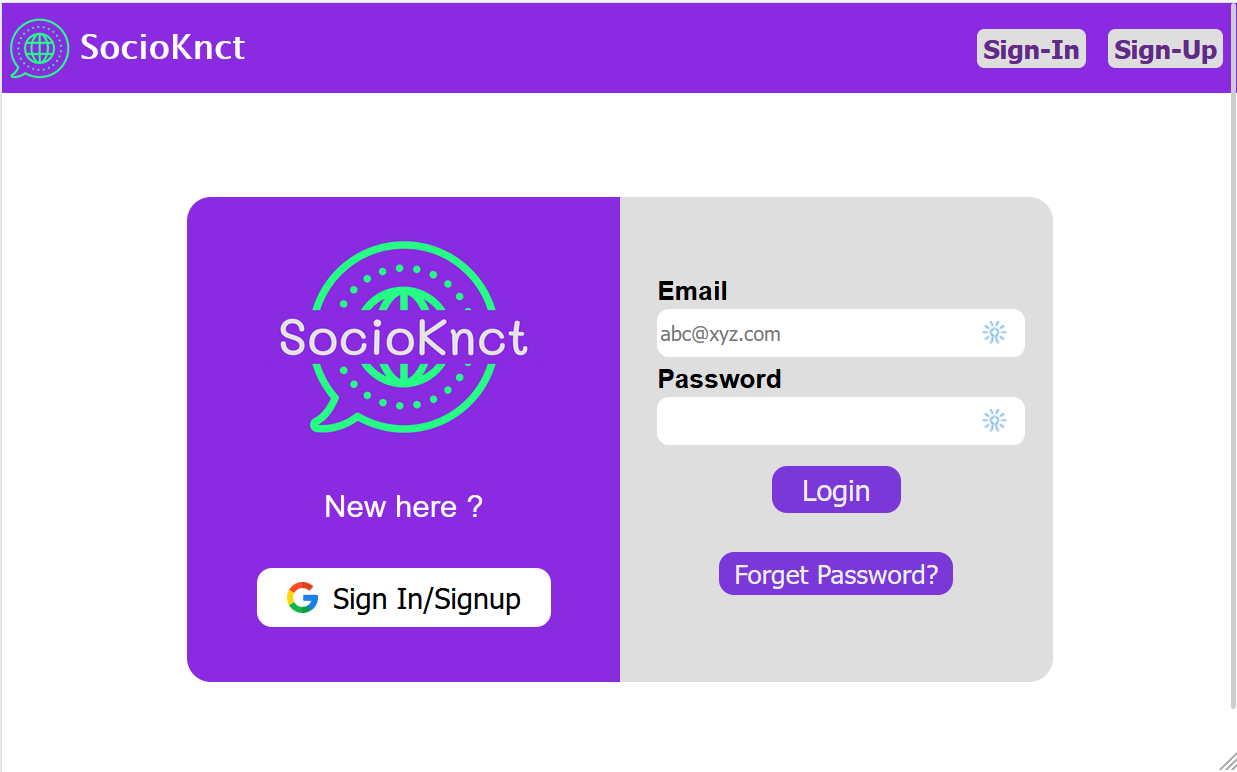 SocioKnct
Sign-In
Sign-Up
SocioKnct
New here ?
Sign In/Signup
Email
abc@xyz.com
Password
Login
Forget Password?